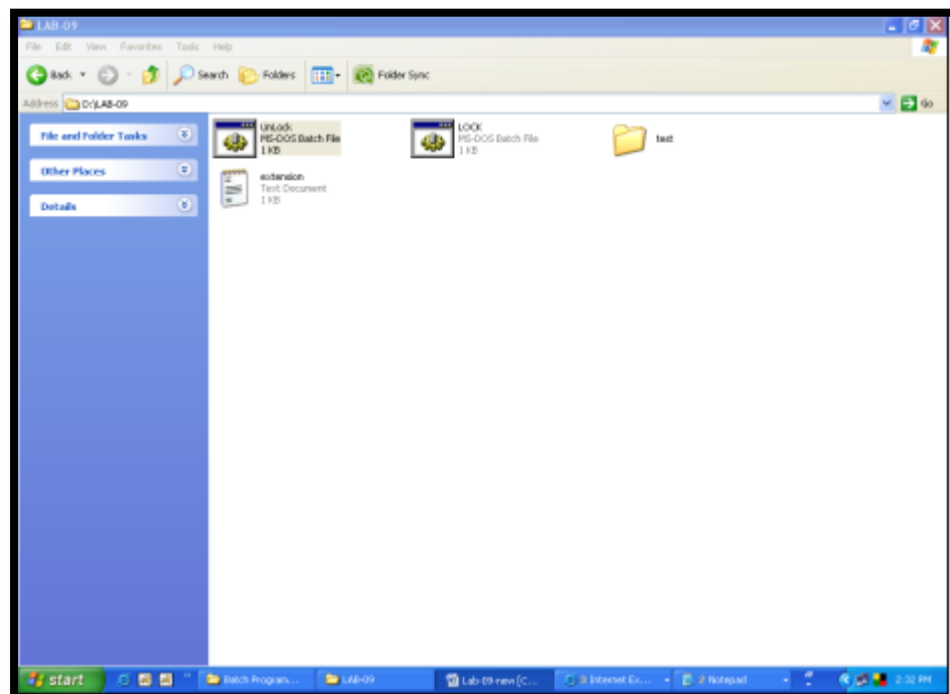 LAB-09
File Edit View Favorites Tools Help
Back Search Folders Folder Sync
Address D:\LAB-09 Go
File and Folder Tasks
Other Places
Details
UnLock
MS-DOS Batch File
1 KB
LOCK
MS-DOS Batch File
1 KB
test
extension
Text Document
1 KB
start Batch Program... LAB-09 Lab-09-new (C... Internet Ex... 2 Notepad 2:32 PM